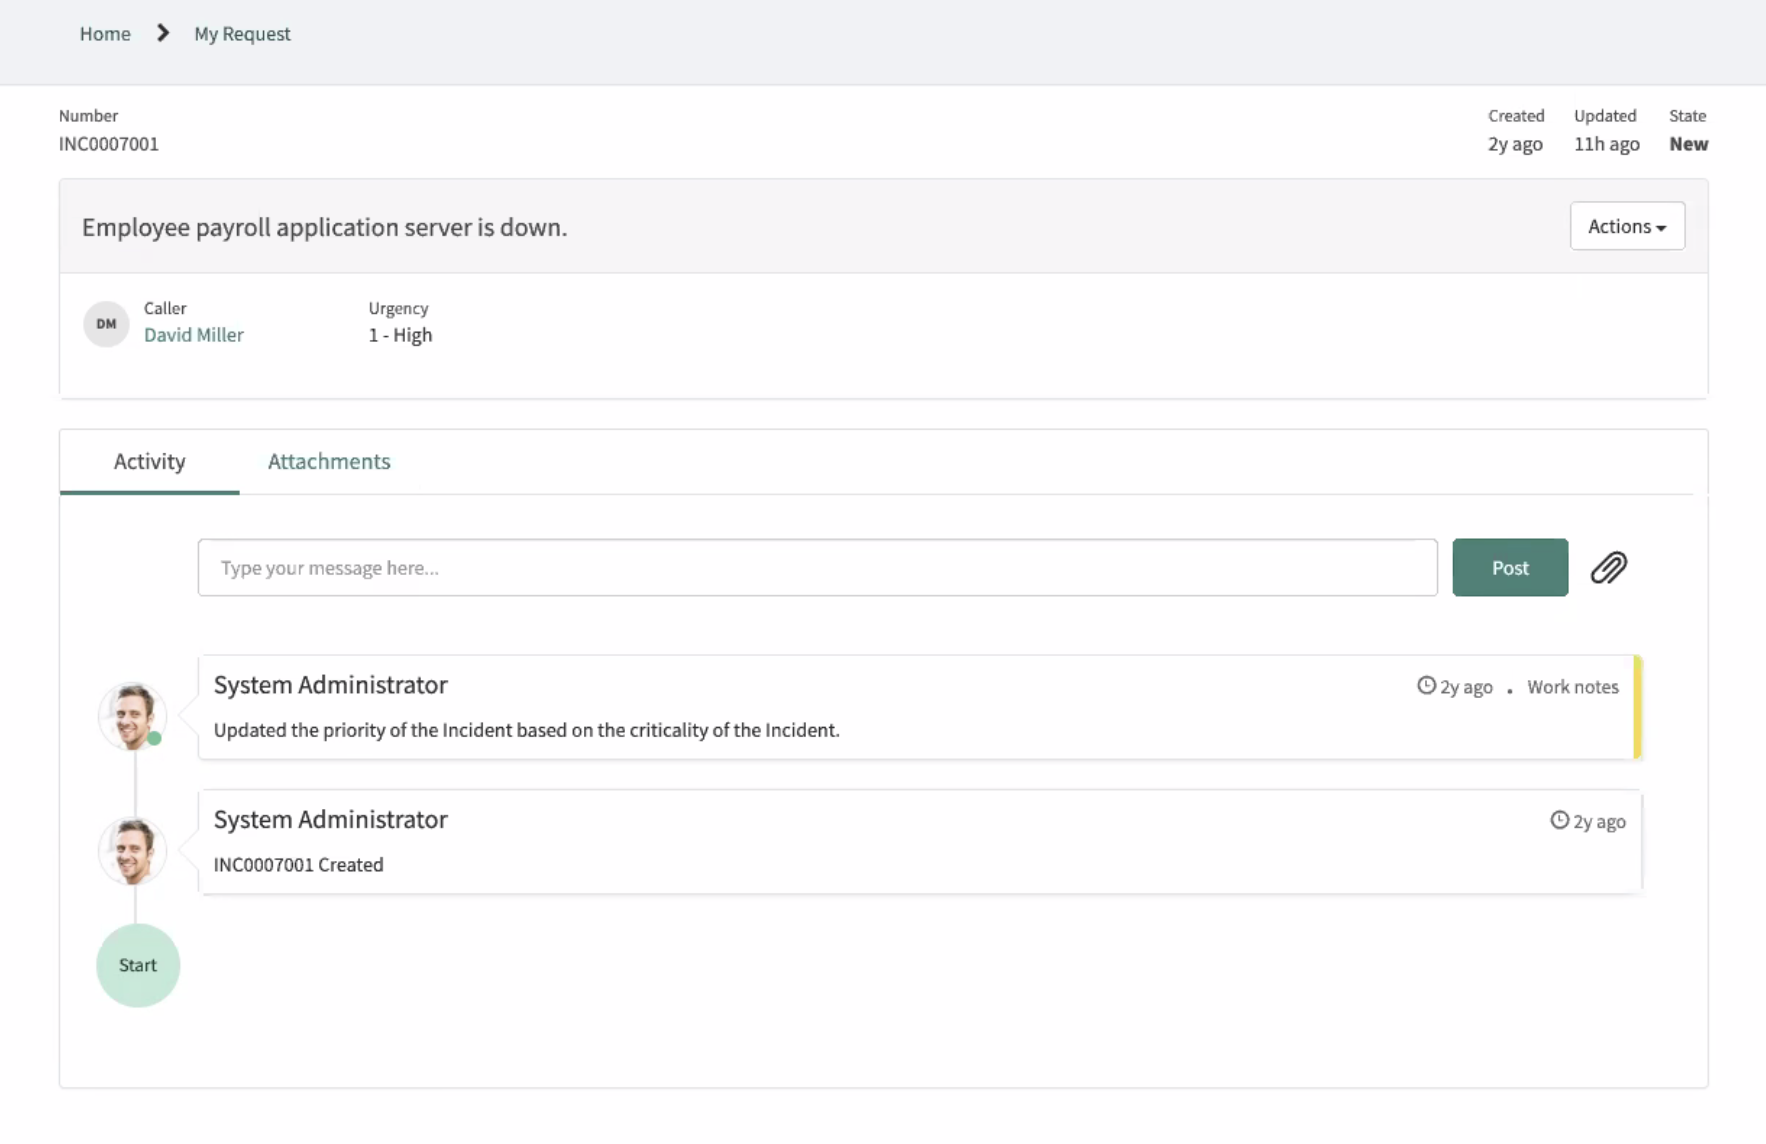 Home My Request
Number
INC0007001
Created Updated State
2y ago 11h ago New
Employee payroll application server is down.
Actions
DM
Caller
David Miller
Urgency
1 - High
Activity Attachments
Type your message here...
Post
System Administrator
2y ago . Work notes
Updated the priority of the Incident based on the criticality of the Incident.
System Administrator
2y ago
INC0007001 Created
Start